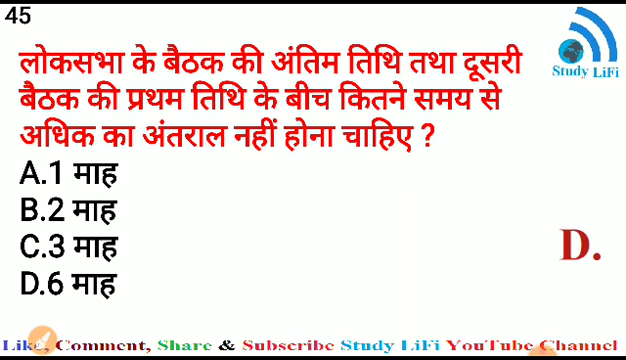 45
लोकसभा के बैठक की अंतिम तिथि तथा दूसरी
बैठक की प्रथम तिथि के बीच कितने समय से
अधिक का अंतराल नहीं होना चाहिए ?
A.1 माह
B.2 माह
C.3 माह
D.6 माह
D.
Study LiFi
Like, Comment, Share & Subscribe Study LiFi YouTube Channel